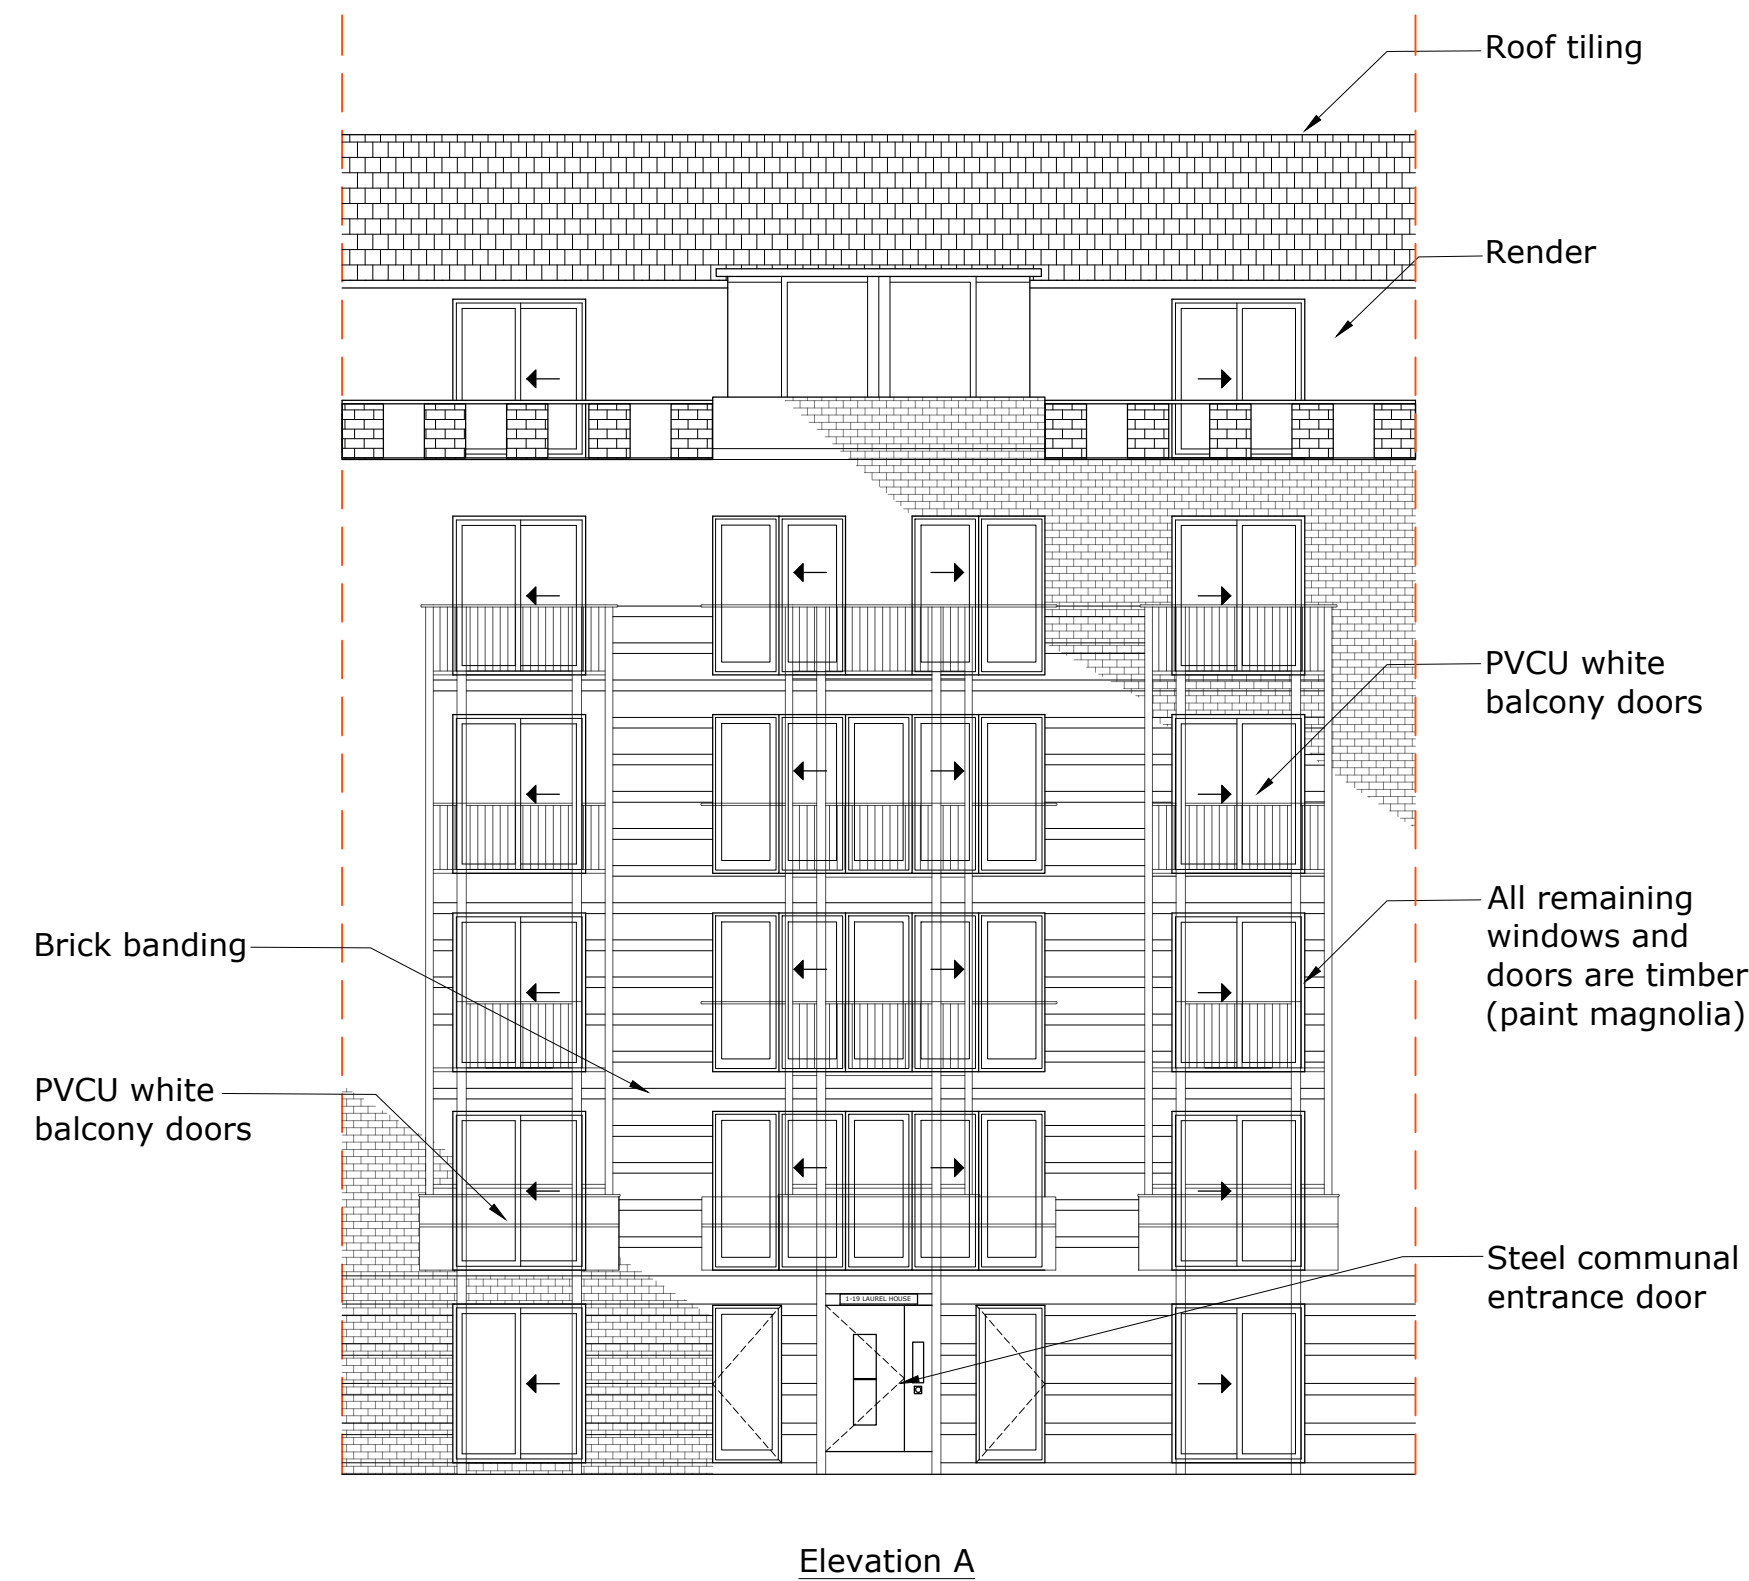 Roof tiling
Render
PVCU white
balcony doors
All remaining
windows and
doors are timber
(paint magnolia)
Brick banding
PVCU white
balcony doors
Steel communal
entrance door
1-19 LAUREL HOUSE
Elevation A